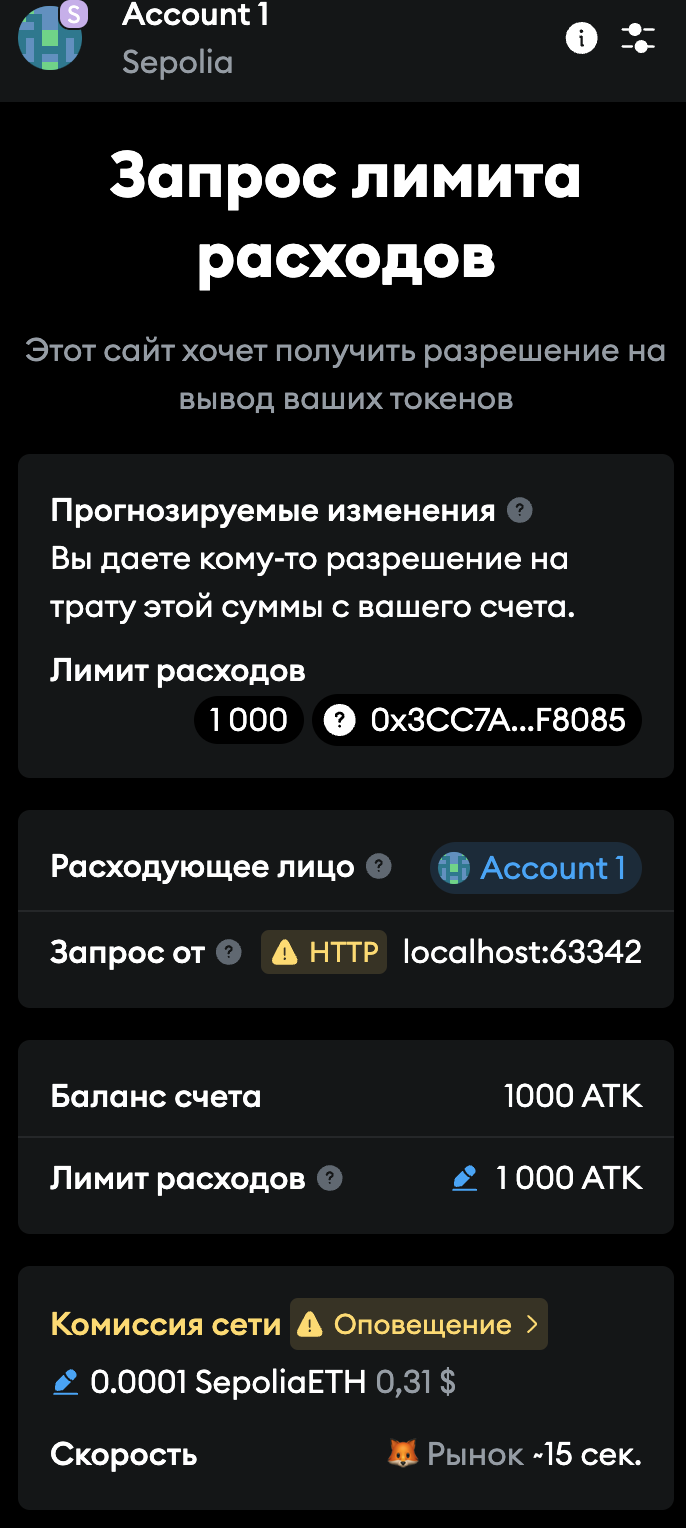 S
Account 1
Sepolia
Запрос лимита
расходов
Этот сайт хочет получить разрешение на
вывод ваших токенов
Прогнозируемые изменения ?
Вы даете кому-то разрешение на
трату этой суммы с вашего счета.
Лимит расходов
1 000 ? 0x3CC7A...F8085
Расходующее лицо ? Account 1
Запрос от ? HTTP localhost:63342
Баланс счета 1000 ATK
Лимит расходов ? 1 000 ATK
Комиссия сети Оповещение >
0.0001 SepoliaETH 0,31 $
Скорость Рынок ~15 сек.